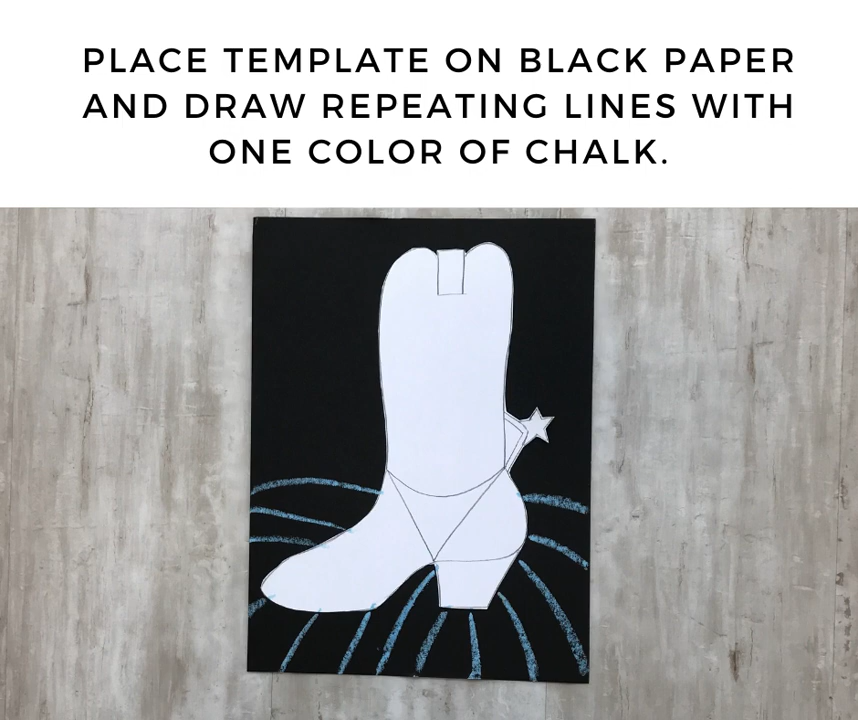 PLACE TEMPLATE ON BLACK PAPER
AND DRAW REPEATING LINES WITH
ONE COLOR OF CHALK.